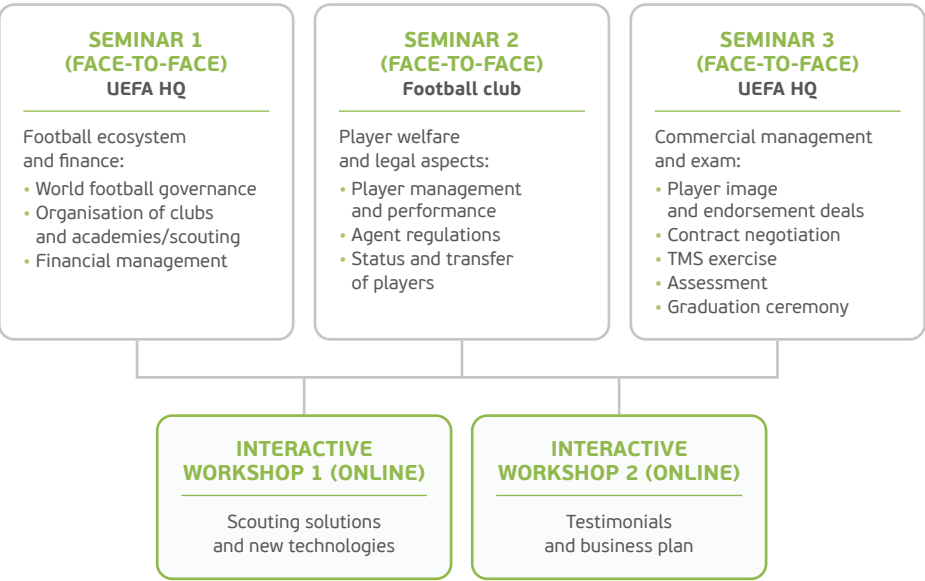 SEMINAR 1
(FACE-TO-FACE)
UEFA HQ
Football ecosystem
and finance:
• World football governance
• Organisation of clubs
and academies/scouting
• Financial management
SEMINAR 2
(FACE-TO-FACE)
Football club
Player welfare
and legal aspects:
• Player management
and performance
• Agent regulations
• Status and transfer
of players
SEMINAR 3
(FACE-TO-FACE)
UEFA HQ
Commercial management
and exam:
• Player image
and endorsement deals
• Contract negotiation
• TMS exercise
• Assessment
• Graduation ceremony
INTERACTIVE
WORKSHOP 1 (ONLINE)
Scouting solutions
and new technologies
INTERACTIVE
WORKSHOP 2 (ONLINE)
Testimonials
and business plan